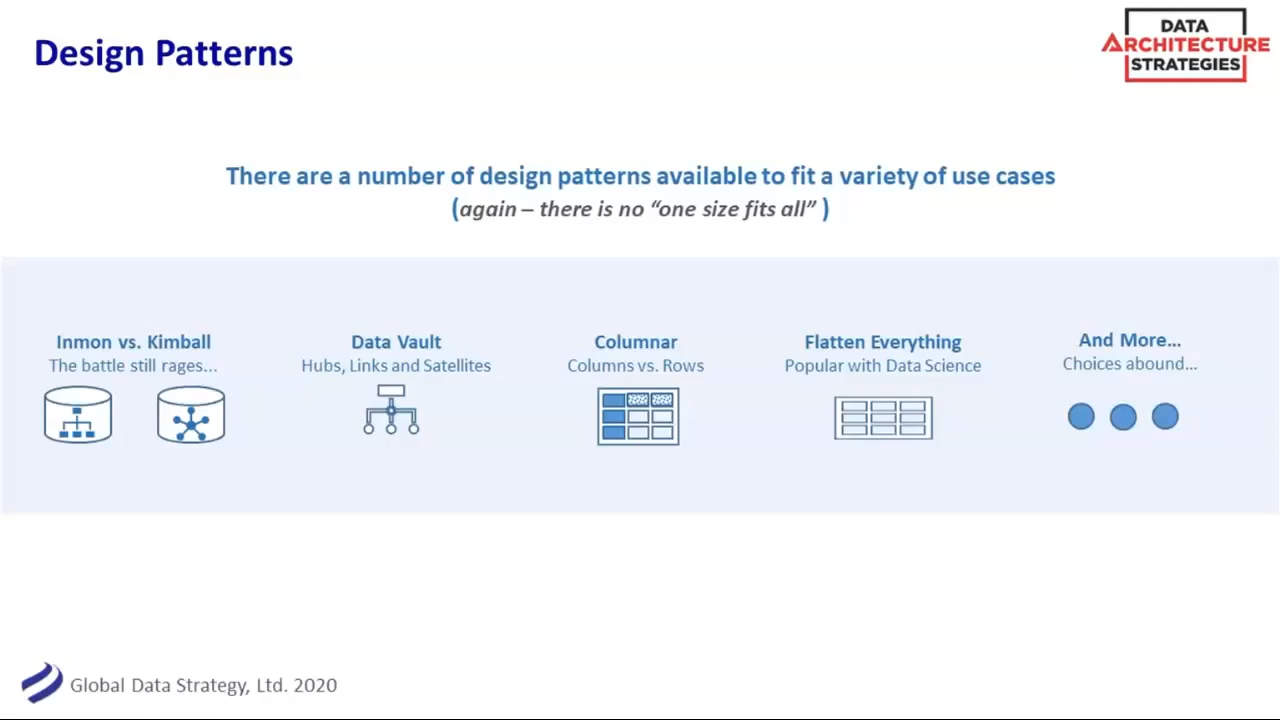 Design Patterns
DATA
ARCHITECTURE
STRATEGIES
There are a number of design patterns available to fit a variety of use cases
(again – there is no “one size fits all” )
Inmon vs. Kimball
The battle still rages...
Data Vault
Hubs, Links and Satellites
Columnar
Columns vs. Rows
Flatten Everything
Popular with Data Science
And More...
Choices abound...
Global Data Strategy, Ltd. 2020